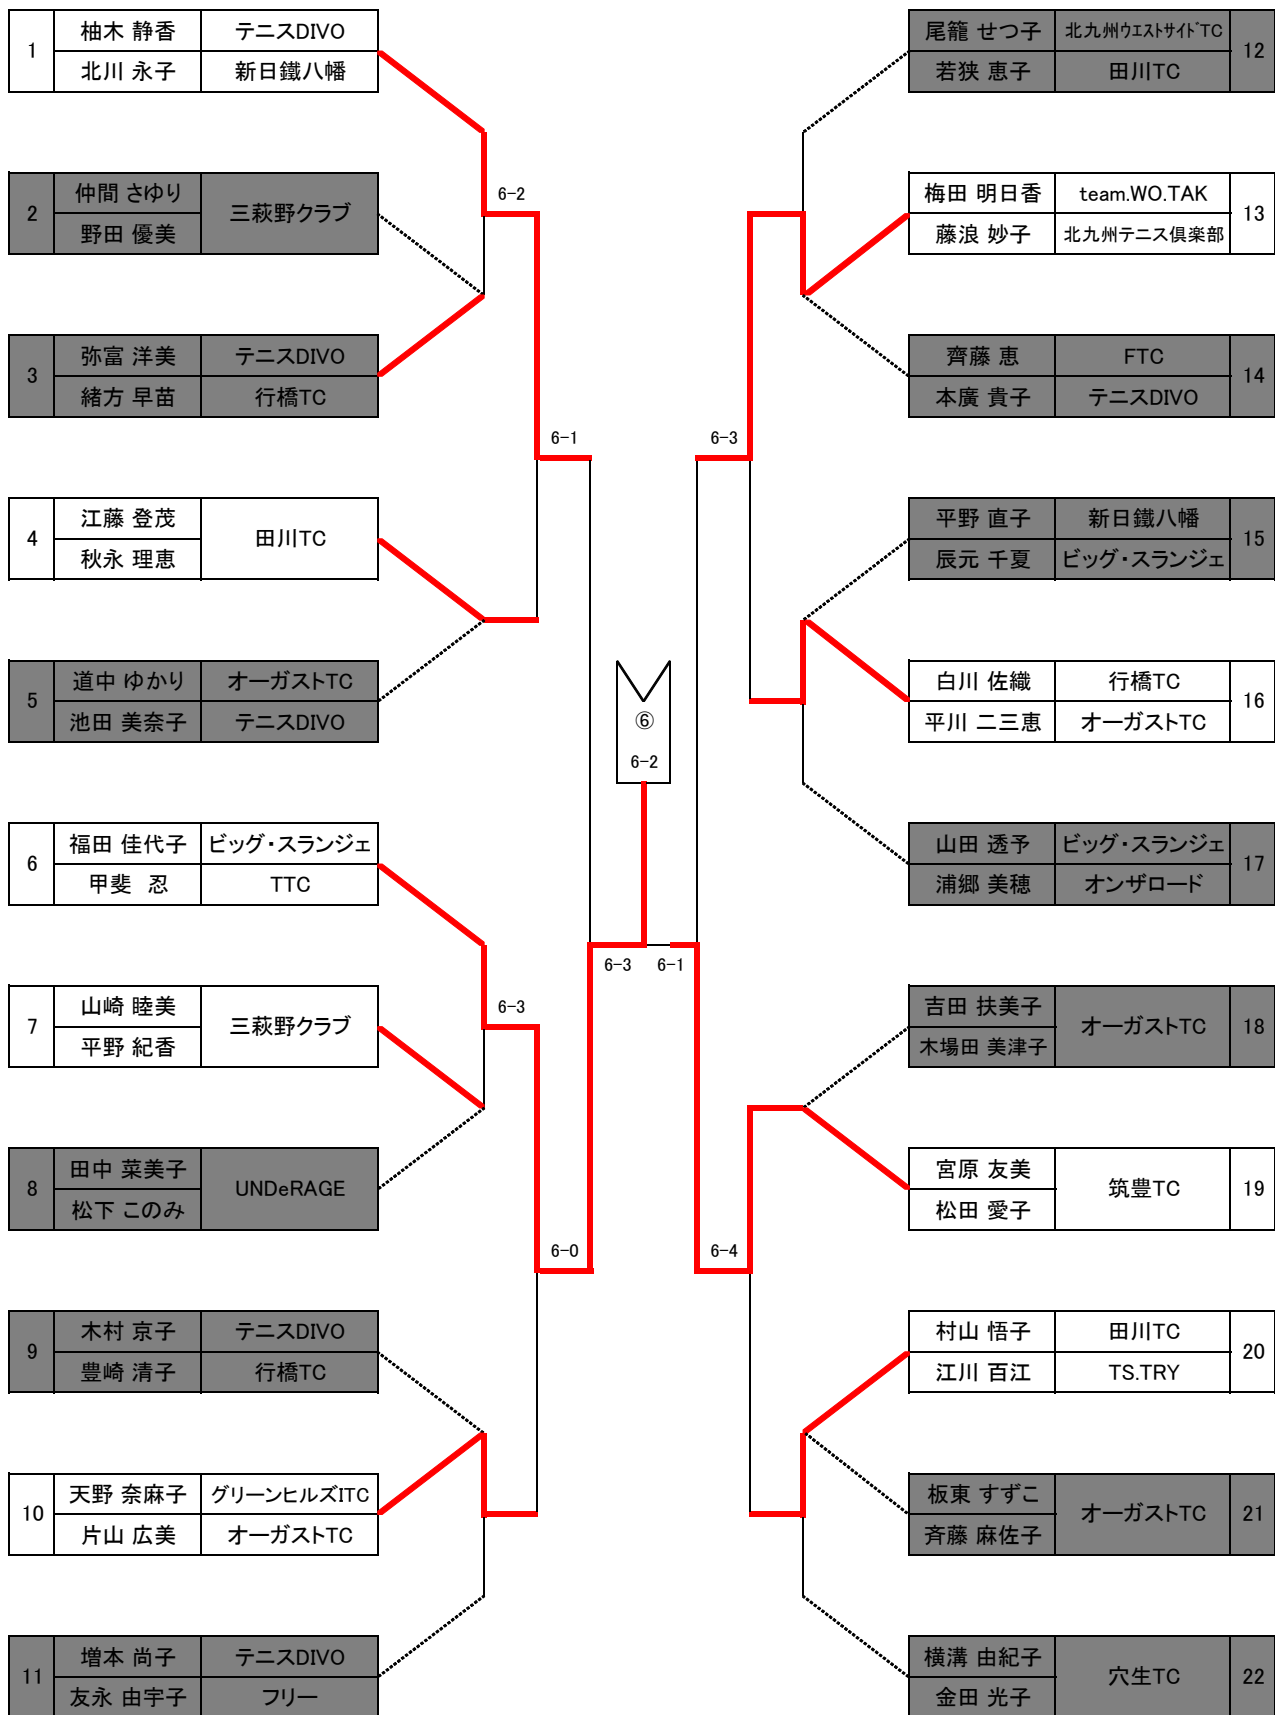 1 柚木 静香 テニスDIVO
北川 永子 新日鐵八幡
2 仲間 さゆり 三萩野クラブ
野田 優美
3 弥富 洋美 テニスDIVO
緒方 早苗 行橋TC
4 江藤 登茂 田川TC
秋永 理恵
5 道中 ゆかり オーガストTC
池田 美奈子 テニスDIVO
6 福田 佳代子 ビッグ・スランジェ
甲斐 忍 TTC
7 山崎 睦美 三萩野クラブ
平野 紀香
8 田中 菜美子 UNDeRAGE
松下 このみ
9 木村 京子 テニスDIVO
豊崎 清子 行橋TC
10 天野 奈麻子 グリーンヒルズITC
片山 広美 オーガストTC
11 増本 尚子 テニスDIVO
友永 由宇子 フリー
6-2
6-1
6-3
6-0
6-3
⑥
6-2
6-1
6-3
6-4
尾籠 せつ子 北九州ウエストサイドTC 12
若狭 恵子 田川TC
梅田 明日香 team.WO.TAK 13
藤浪 妙子 北九州テニス倶楽部
齊藤 恵 FTC 14
本廣 貴子 テニスDIVO
平野 直子 新日鐵八幡 15
辰元 千夏 ビッグ・スランジェ
白川 佐織 行橋TC 16
平川 二三恵 オーガストTC
山田 透予 ビッグ・スランジェ 17
浦郷 美穂 オンザロード
吉田 扶美子 オーガストTC 18
木場田 美津子
宮原 友美 筑豊TC 19
松田 愛子
村山 悟子 田川TC 20
江川 百江 TS.TRY
板東 すずこ オーガストTC 21
斉藤 麻佐子
横溝 由紀子 穴生TC 22
金田 光子